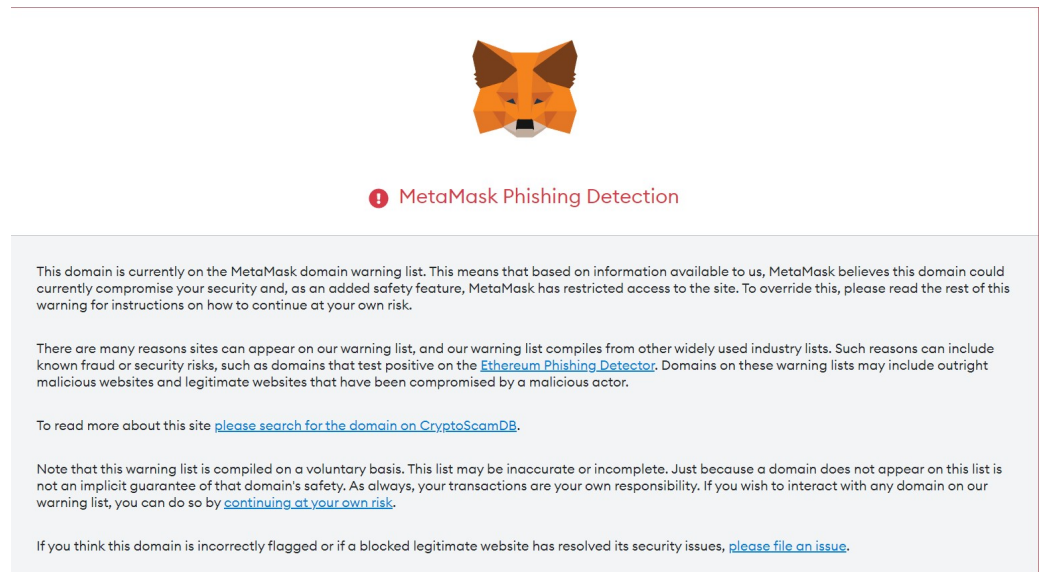 MetaMask Phishing Detection
This domain is currently on the MetaMask domain warning list. This means that based on information available to us, MetaMask believes this domain could
currently compromise your security and, as an added safety feature, MetaMask has restricted access to the site. To override this, please read the rest of this
warning for instructions on how to continue at your own risk.
There are many reasons sites can appear on our warning list, and our warning list compiles from other widely used industry lists. Such reasons can include
known fraud or security risks, such as domains that test positive on the Ethereum Phishing Detector. Domains on these warning lists may include outright
malicious websites and legitimate websites that have been compromised by a malicious actor.
To read more about this site please search for the domain on CryptoScamDB.
Note that this warning list is compiled on a voluntary basis. This list may be inaccurate or incomplete. Just because a domain does not appear on this list is
not an implicit guarantee of that domain's safety. As always, your transactions are your own responsibility. If you wish to interact with any domain on our
warning list, you can do so by continuing at your own risk.
If you think this domain is incorrectly flagged or if a blocked legitimate website has resolved its security issues, please file an issue.